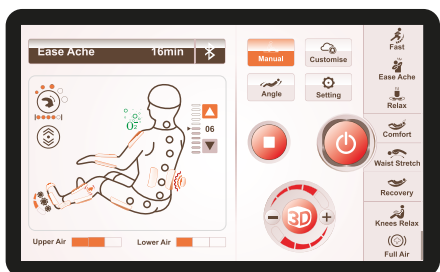 Ease Ache 16min
Manual
Customise
Angle
Setting
O2
06
3D
Upper Air
Lower Air
Fast
Ease Ache
Relax
Comfort
Waist Stretch
Recovery
Knees Relax
Full Air